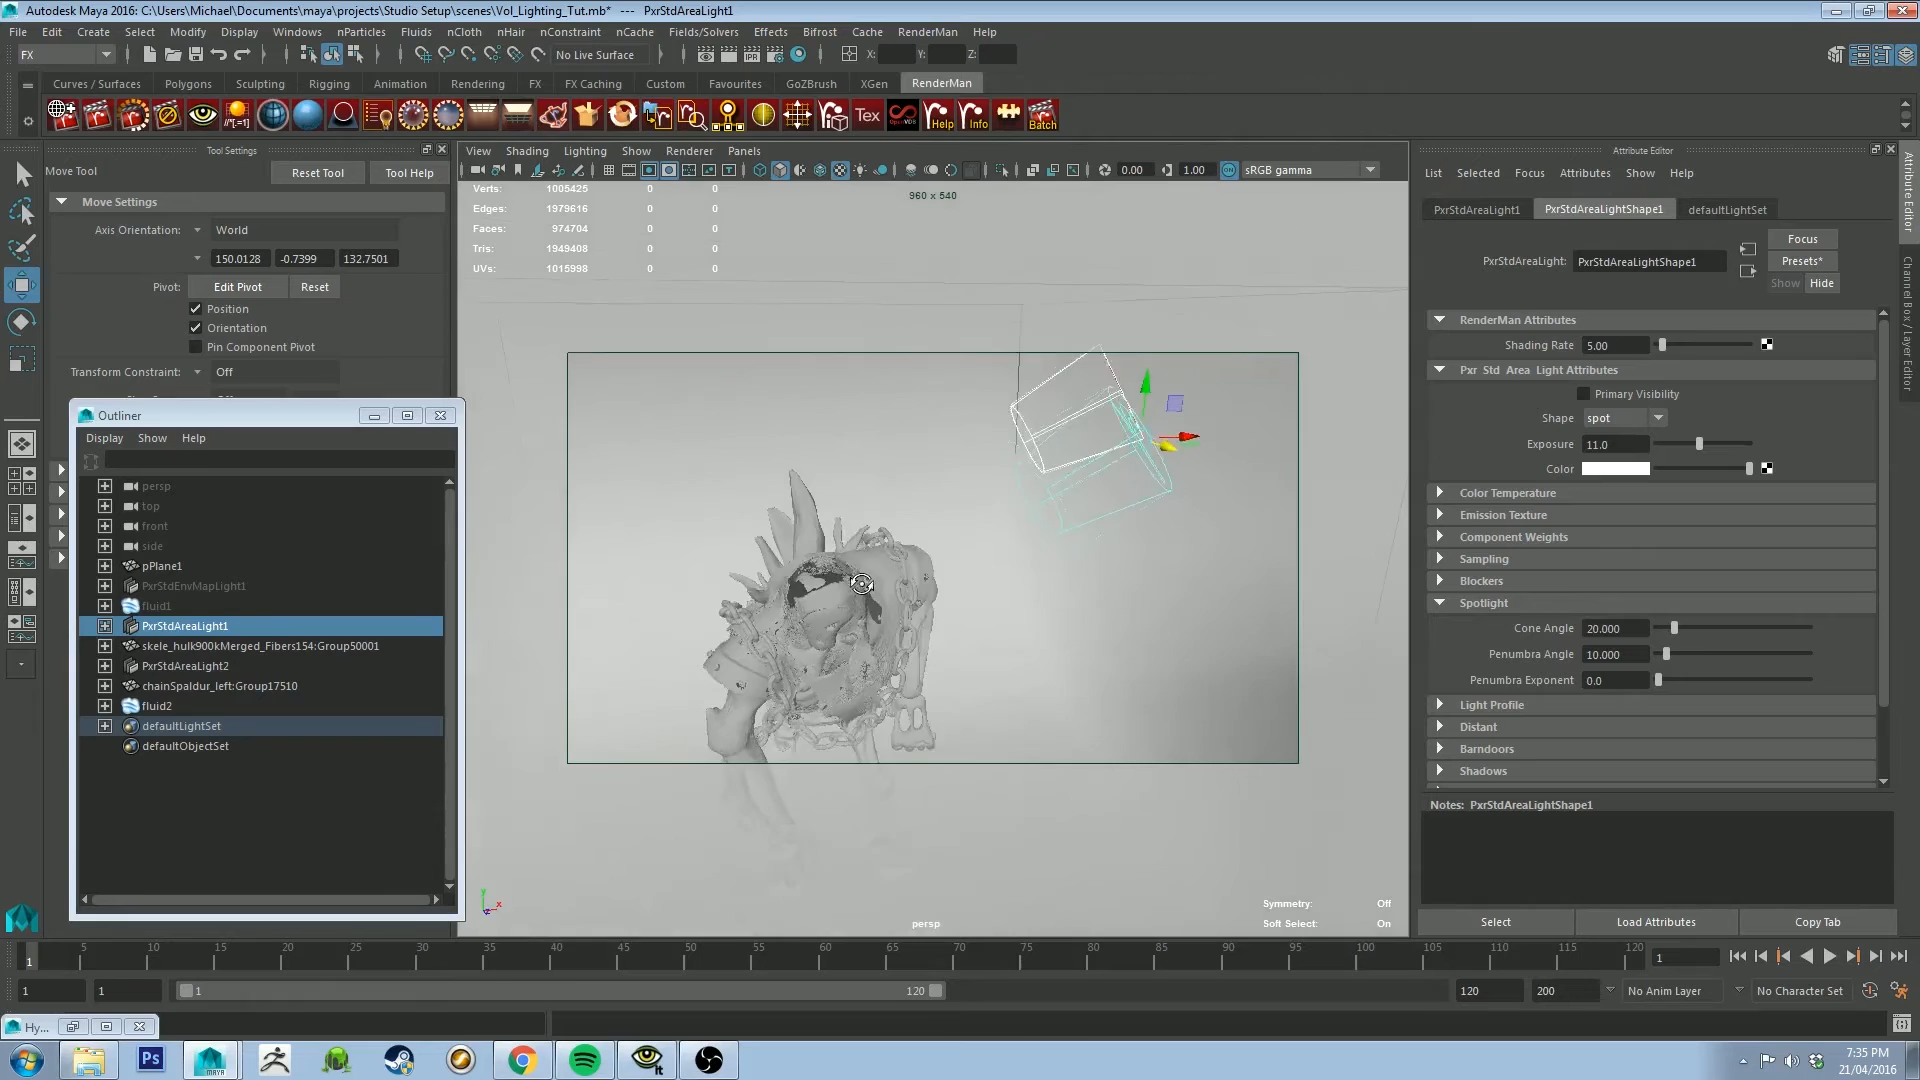 Autodesk Maya 2016: C:\Users\Michael\Documents\maya\projects\Studio Setup\scenes\Vol_Lighting_Tut.mb* --- PxrStdAreaLight1
File Edit Create Select Modify Display Windows nParticles Fluids nCloth nHair nConstraint nCache Fields/Solvers Effects Bifrost Cache RenderMan Help
FX No Live Surface X: Y: Z:
Curves / Surfaces Polygons Sculpting Rigging Animation Rendering FX FX Caching Custom Favourites GoZBrush XGen RenderMan
Tex Help Info Batch
Tool Settings
Move Tool Reset Tool Tool Help
Move Settings
Axis Orientation: World
150.0128 -0.7399 132.7501
Pivot: Edit Pivot Reset
Position
Orientation
Pin Component Pivot
Transform Constraint: Off
Outliner
Display Show Help
persp
top
front
side
pPlane1
PxrStdEnvMapLight1
fluid1
PxrStdAreaLight1
skele_hulk900kMerged_Fibers154:Group50001
PxrStdAreaLight2
chainSpaldur_left:Group17510
fluid2
defaultLightSet
defaultObjectSet
View Shading Lighting Show Renderer Panels
0.00 1.00 sRGB gamma
Verts: 1005425 0 0
Edges: 1979616 0 0
Faces: 974704 0 0
Tris: 1949408 0 0
UVs: 1015998 0 0
960 x 540
y x z
persp
Symmetry: Off
Soft Select: On
Attribute Editor
List Selected Focus Attributes Show Help
PxrStdAreaLight1 PxrStdAreaLightShape1 defaultLightSet
PxrStdAreaLight: PxrStdAreaLightShape1
Focus
Presets*
Show Hide
RenderMan Attributes
Shading Rate 5.00
Pxr Std Area Light Attributes
Primary Visibility
Shape spot
Exposure 11.0
Color
Color Temperature
Emission Texture
Component Weights
Sampling
Blockers
Spotlight
Cone Angle 20.000
Penumbra Angle 10.000
Penumbra Exponent 0.0
Light Profile
Distant
Barndoors
Shadows
Notes: PxrStdAreaLightShape1
Select Load Attributes Copy Tab
Attribute Editor
Channel Box / Layer Editor
5 10 15 20 25 30 35 40 45 50 55 60 65 70 75 80 85 90 95 100 105 110 115 120
1 1
1 1 1 120 120 200 No Anim Layer No Character Set
Hy...
Ps MAYA it
7:35 PM
21/04/2016